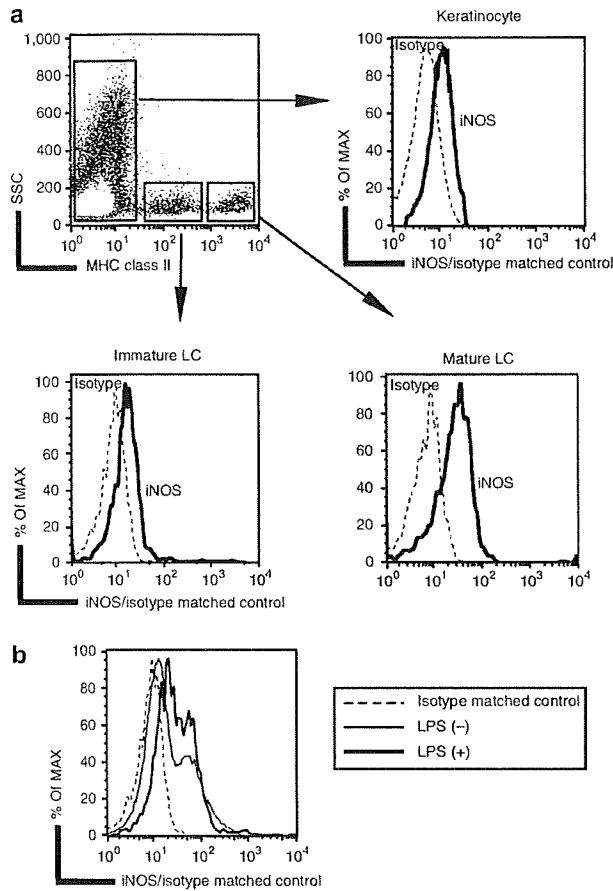 a
Keratinocyte
1,000
800
600
400
200
0
SSC
10^0 10^1 10^2 10^3 10^4
MHC class II
100
80
60
40
20
0
% Of MAX
Isotype
iNOS
10^0 10^1 10^2 10^3 10^4
iNOS/isotype matched control
Immature LC
100
80
60
40
20
0
% Of MAX
Isotype
iNOS
10^0 10^1 10^2 10^3 10^4
iNOS/isotype matched control
Mature LC
100
80
60
40
20
0
% Of MAX
Isotype
iNOS
10^0 10^1 10^2 10^3 10^4
iNOS/isotype matched control
b
100
80
60
40
20
0
% Of MAX
10^0 10^1 10^2 10^3 10^4
iNOS/isotype matched control
Isotype matched control
LPS (–)
LPS (+)